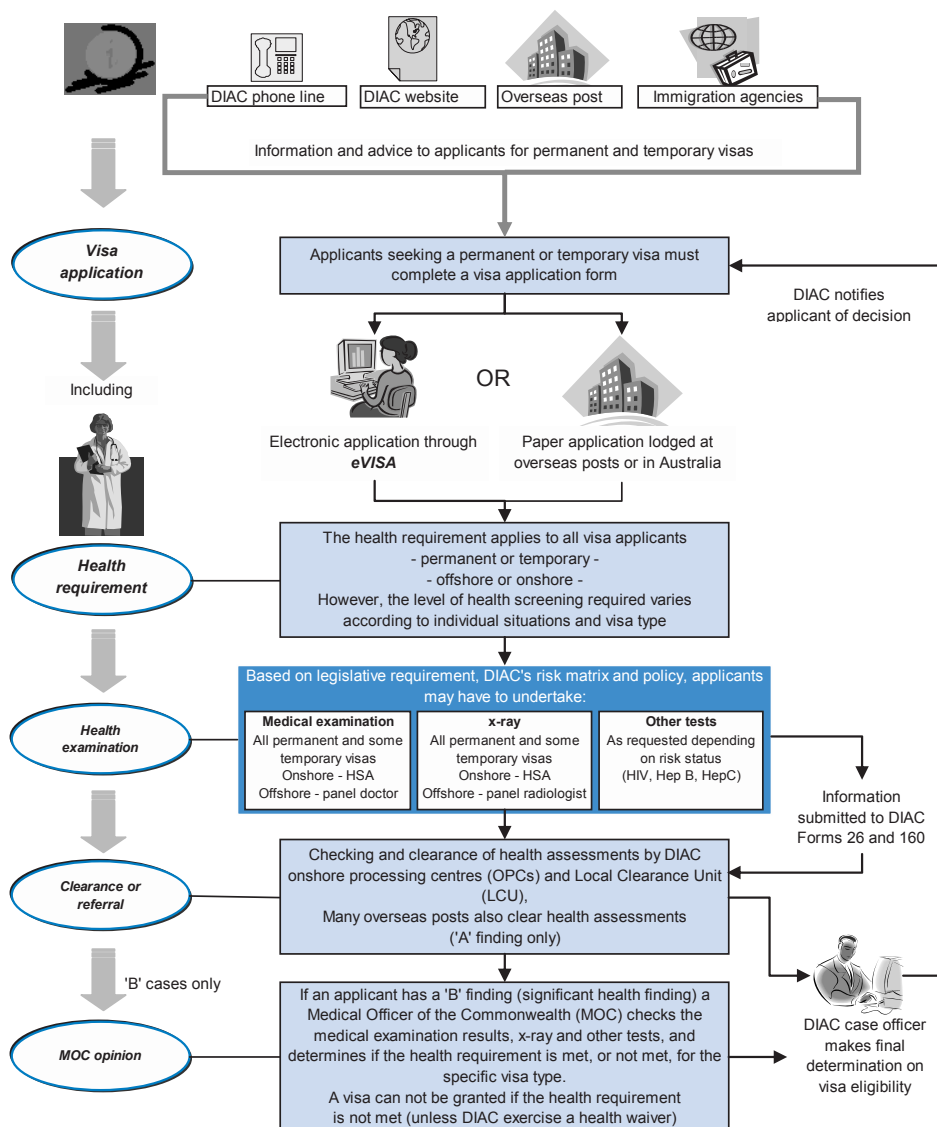 i
DIAC phone line
DIAC website
Overseas post
Immigration agencies
Information and advice to applicants for permanent and temporary visas
Visa
application
Applicants seeking a permanent or temporary visa must
complete a visa application form
DIAC notifies
applicant of decision
Including
OR
Electronic application through
eVISA
Paper application lodged at
overseas posts or in Australia
Health
requirement
The health requirement applies to all visa applicants
- permanent or temporary -
- offshore or onshore -
However, the level of health screening required varies
according to individual situations and visa type
Based on legislative requirement, DIAC's risk matrix and policy, applicants
may have to undertake:
Health
examination
Medical examination
All permanent and some
temporary visas
Onshore - HSA
Offshore - panel doctor
x-ray
All permanent and some
temporary visas
Onshore - HSA
Offshore - panel radiologist
Other tests
As requested depending
on risk status
(HIV, Hep B, HepC)
Information
submitted to DIAC
Forms 26 and 160
Clearance or
referral
Checking and clearance of health assessments by DIAC
onshore processing centres (OPCs) and Local Clearance Unit
(LCU),
Many overseas posts also clear health assessments
('A' finding only)
'B' cases only
MOC opinion
If an applicant has a 'B' finding (significant health finding) a
Medical Officer of the Commonwealth (MOC) checks the
medical examination results, x-ray and other tests, and
determines if the health requirement is met, or not met, for the
specific visa type.
A visa can not be granted if the health requirement
is not met (unless DIAC exercise a health waiver)
DIAC case officer
makes final
determination on
visa eligibility